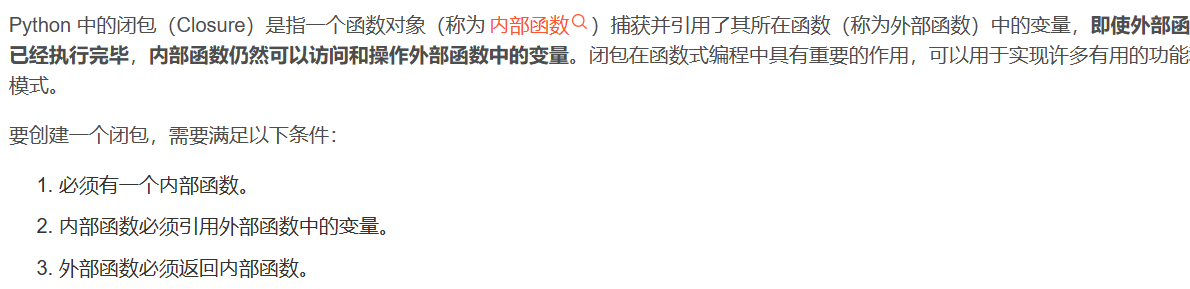 Python 中的闭包（Closure）是指一个函数对象（称为 内部函数）捕获并引用了其所在函数（称为外部函数）中的变量，即使外部函
已经执行完毕，内部函数仍然可以访问和操作外部函数中的变量。闭包在函数式编程中具有重要的作用，可以用于实现许多有用的功能
模式。
要创建一个闭包，需要满足以下条件：
1. 必须有一个内部函数。
2. 内部函数必须引用外部函数中的变量。
3. 外部函数必须返回内部函数。